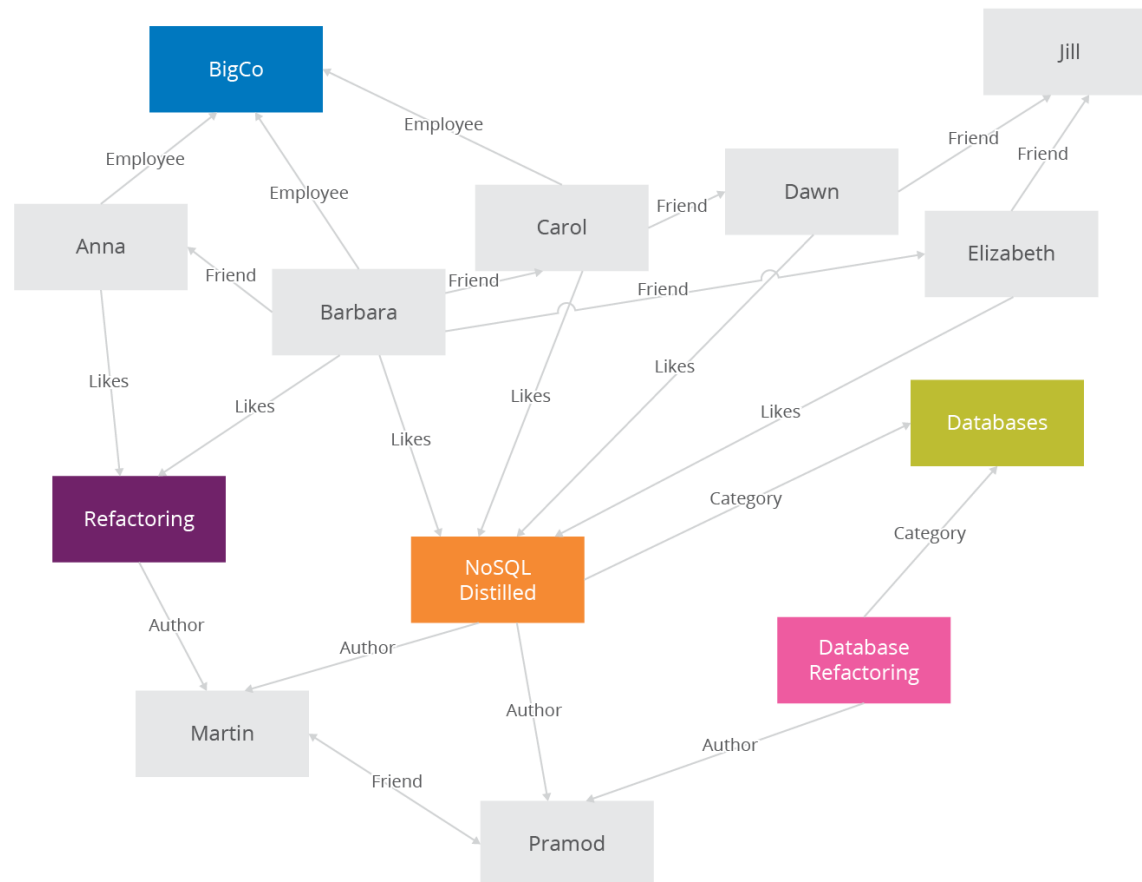 Jill
BigCo
Employee
Friend
Employee
Friend
Dawn
Employee
Friend
Carol
Anna
Elizabeth
Friend
Friend
Friend
Barbara
Likes
Likes
Likes
Likes
Likes
Likes
Databases
Category
Refactoring
Category
NoSQL
Distilled
Author
Author
Database
Refactoring
Author
Martin
Author
Friend
Pramod